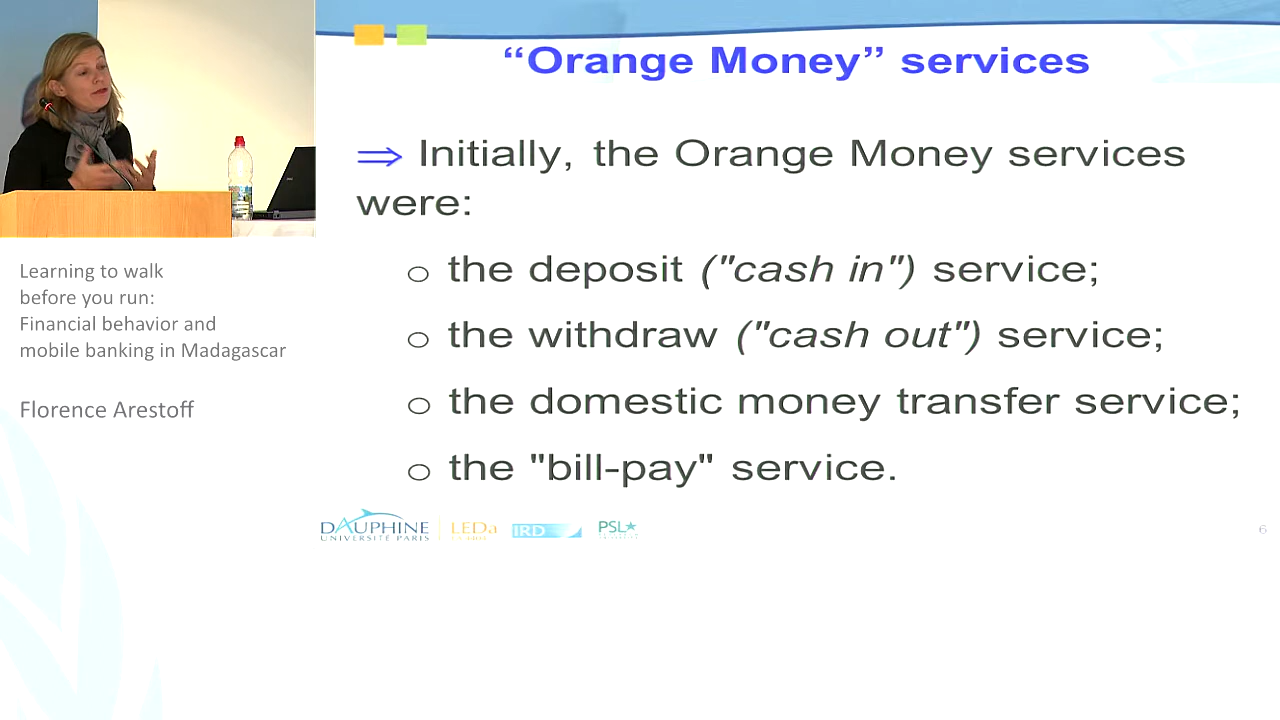 “Orange Money” services
⇒ Initially, the Orange Money services
were:
o the deposit ("cash in") service;
o the withdraw ("cash out") service;
o the domestic money transfer service;
o the "bill-pay" service.
Learning to walk
before you run:
Financial behavior and
mobile banking in Madagascar
Florence Arestoff
DAUPHINE
UNIVERSITÉ PARIS
LEDa
IRD
PSL★
6